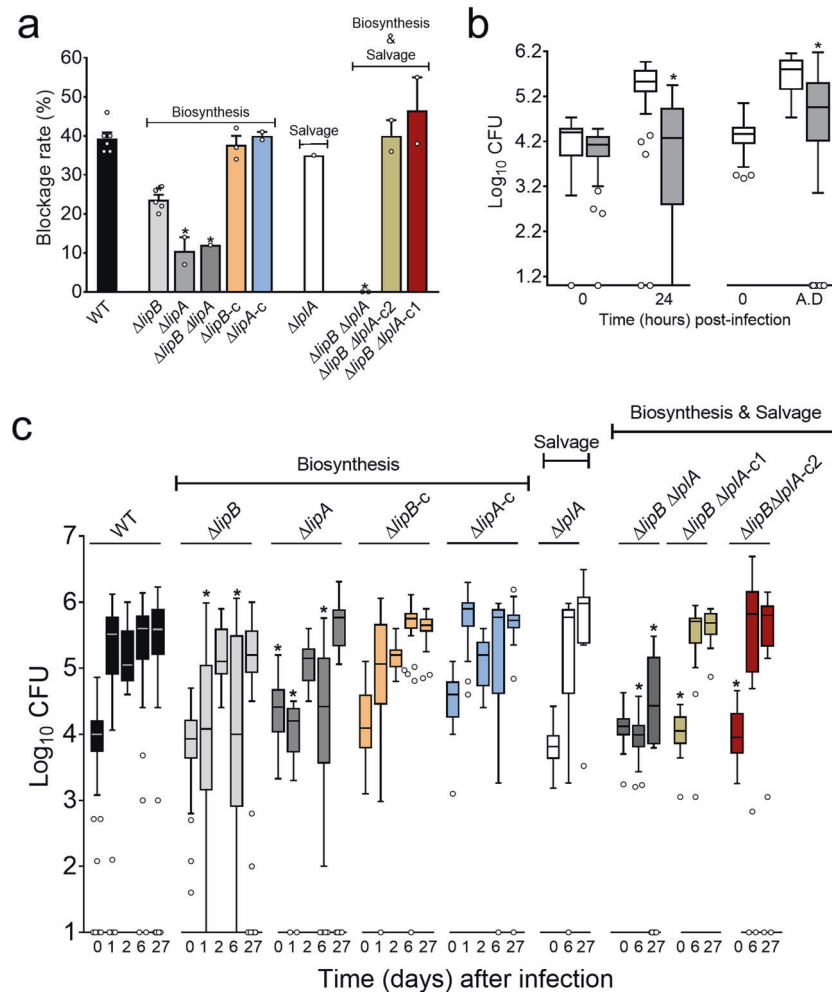 a
Biosynthesis
&
Salvage
Biosynthesis
Salvage
Blockage rate (%)
60
50
40
30
20
10
0
*
*
*
*
WT
ΔlipB
ΔlipA
ΔlipB ΔlipA
ΔlipB-c
ΔlipA-c
ΔlplA
ΔlipB ΔlplA
ΔlipB ΔlplA-c2
ΔlipB ΔlplA-c1
b
Log10 CFU
6.2
5.2
4.2
3.2
2.2
1.2
*
*
0 24 0 A.D
Time (hours) post-infection
c
Biosynthesis & Salvage
Salvage
Biosynthesis
WT
ΔlipB
ΔlipA
ΔlipB-c
ΔlipA-c
ΔlplA
ΔlipB ΔlplA
ΔlipB ΔlplA-c1
ΔlipBΔlplA-c2
Log10 CFU
7
6
5
4
3
2
1
* * * * * * * * *
0 1 2 6 27 0 1 2 6 27 0 1 2 6 27 0 1 2 6 27 0 1 2 6 27 0 6 27 0 6 27 0 6 27 0 6 27
Time (days) after infection